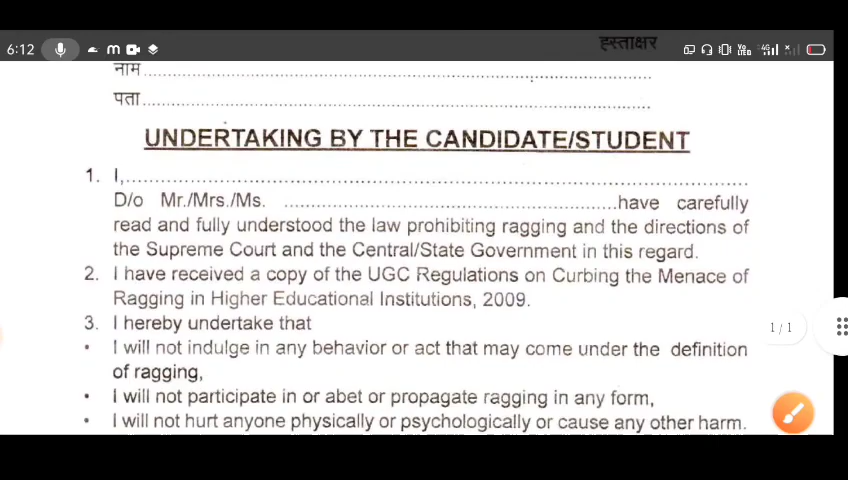 हस्ताक्षर
6:12
नाम
पता
UNDERTAKING BY THE CANDIDATE/STUDENT
1. I,
D/o Mr./Mrs./Ms. have carefully
read and fully understood the law prohibiting ragging and the directions of
the Supreme Court and the Central/State Government in this regard.
2. I have received a copy of the UGC Regulations on Curbing the Menace of
Ragging in Higher Educational Institutions, 2009.
3. I hereby undertake that
• I will not indulge in any behavior or act that may come under the definition
of ragging,
• I will not participate in or abet or propagate ragging in any form,
• I will not hurt anyone physically or psychologically or cause any other harm.
1/1